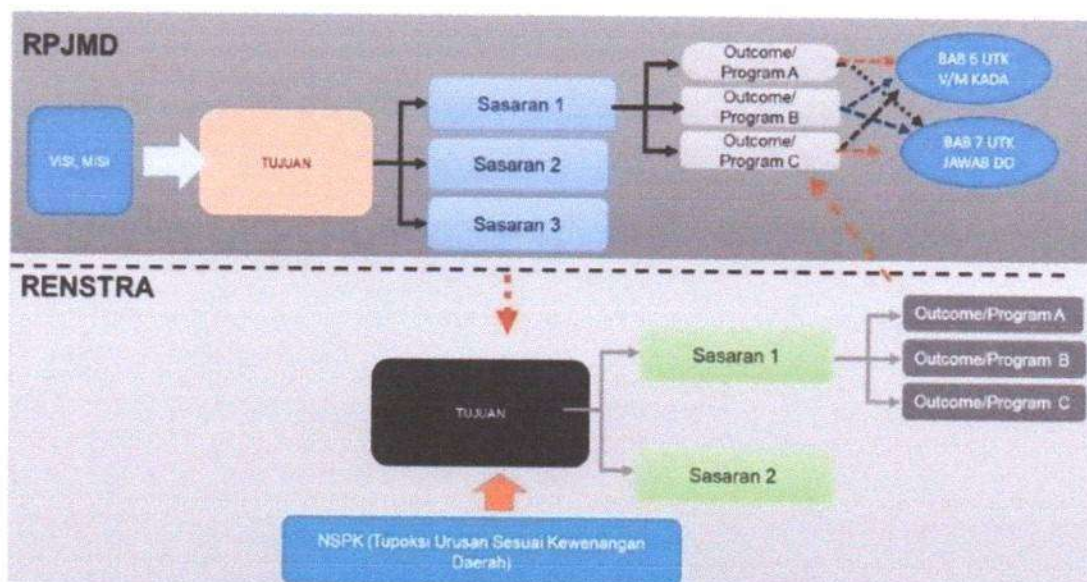 RPJMD
VISI, MISI
TUJUAN
Sasaran 1
Sasaran 2
Sasaran 3
Outcome/
Program A
Outcome/
Program B
Outcome/
Program C
BAB 6 UTK
V/M KADA
BAB 7 UTK
JAWAB DO
RENSTRA
TUJUAN
Sasaran 1
Sasaran 2
Outcome/Program A
Outcome/Program B
Outcome/Program C
NSPK (Tupoksi Urusan Sesuai Kewenangan
Daerah)